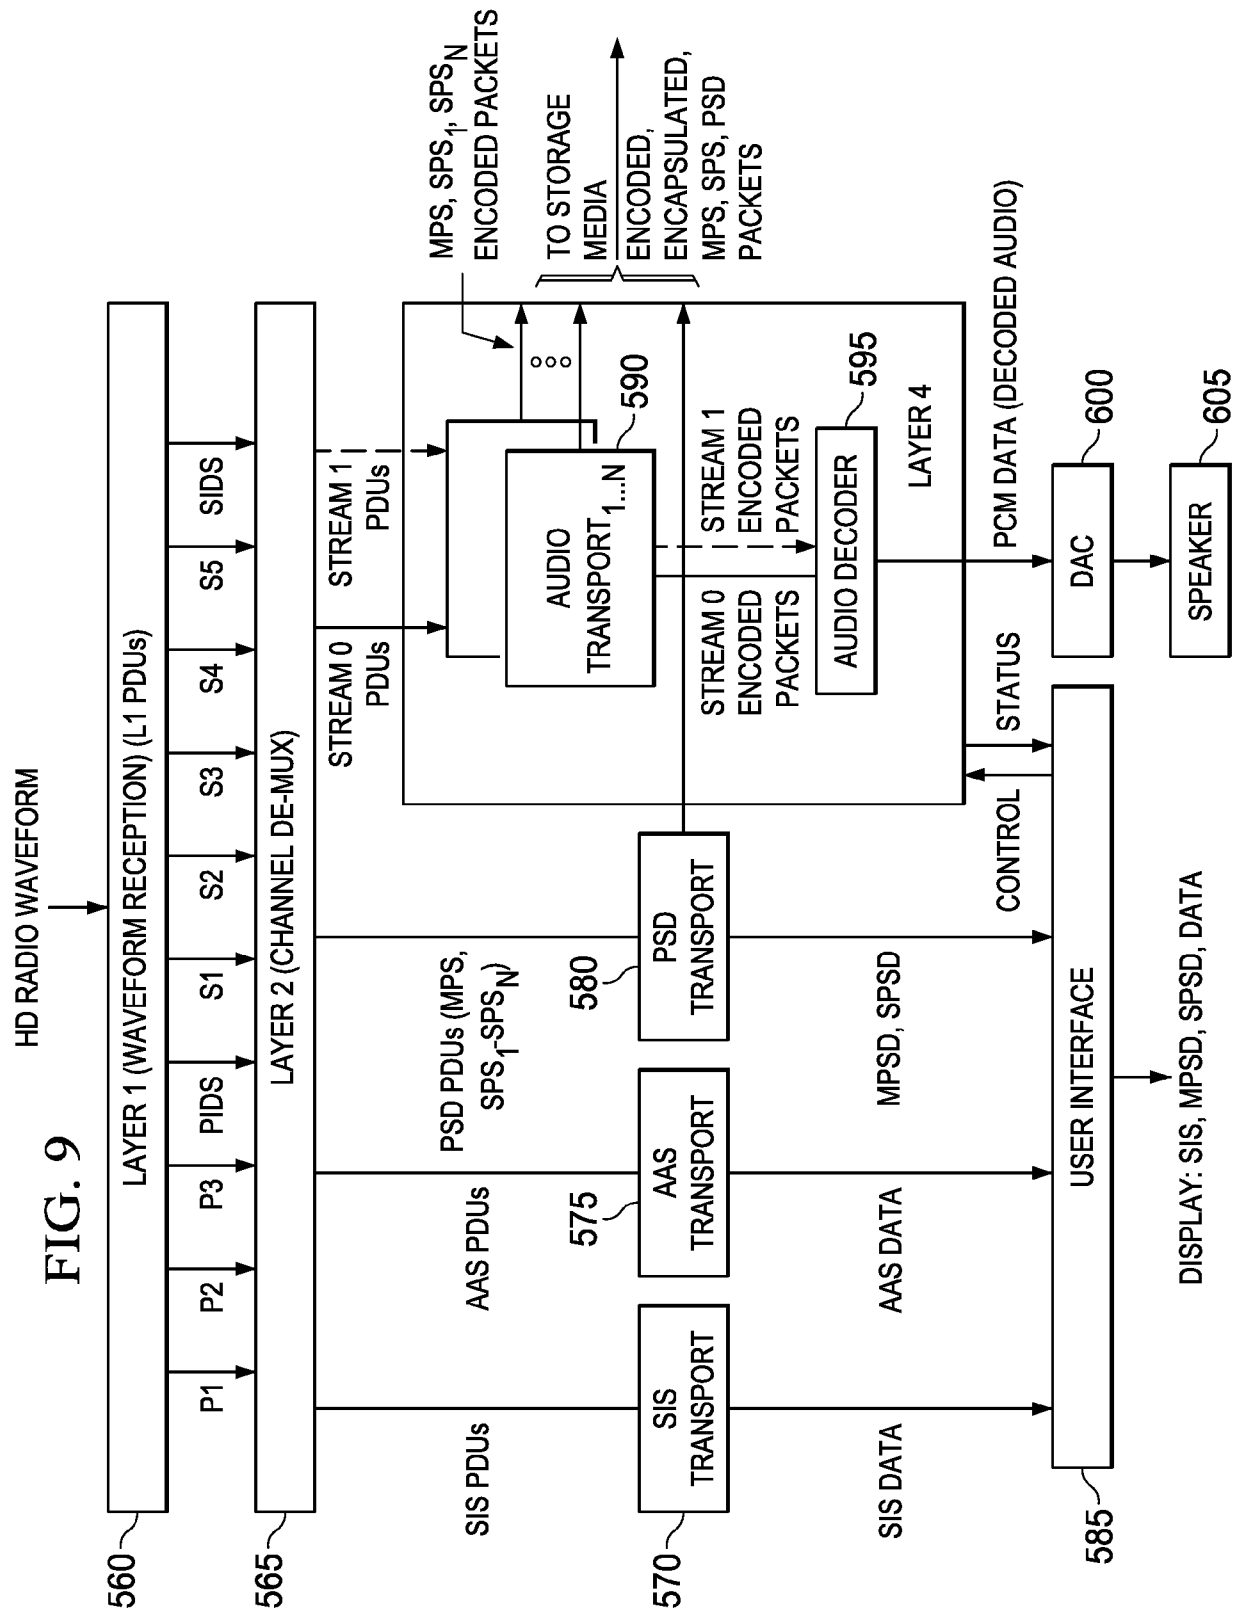 FIG. 9
HD RADIO WAVEFORM
560
LAYER 1 (WAVEFORM RECEPTION) (L1 PDUs)
P1
P2
P3
PIDS
S1
S2
S3
S4
S5
SIDS
565
LAYER 2 (CHANNEL DE-MUX)
SIS PDUs
AAS PDUs
PSD PDUs (MPS,
SPS1-SPSN)
STREAM 0
PDUs
STREAM 1
PDUs
MPS, SPS1, SPSN
ENCODED PACKETS
TO STORAGE
MEDIA
ENCODED,
ENCAPSULATED,
MPS, SPS, PSD
PACKETS
AUDIO
TRANSPORT1...N
590
570
SIS
TRANSPORT
575
AAS
TRANSPORT
580
PSD
TRANSPORT
STREAM 0
ENCODED
PACKETS
STREAM 1
ENCODED
PACKETS
AUDIO DECODER
595
LAYER 4
SIS DATA
AAS DATA
MPSD, SPSD
CONTROL
STATUS
PCM DATA (DECODED AUDIO)
585
USER INTERFACE
DAC
600
SPEAKER
605
DISPLAY: SIS, MPSD, SPSD, DATA